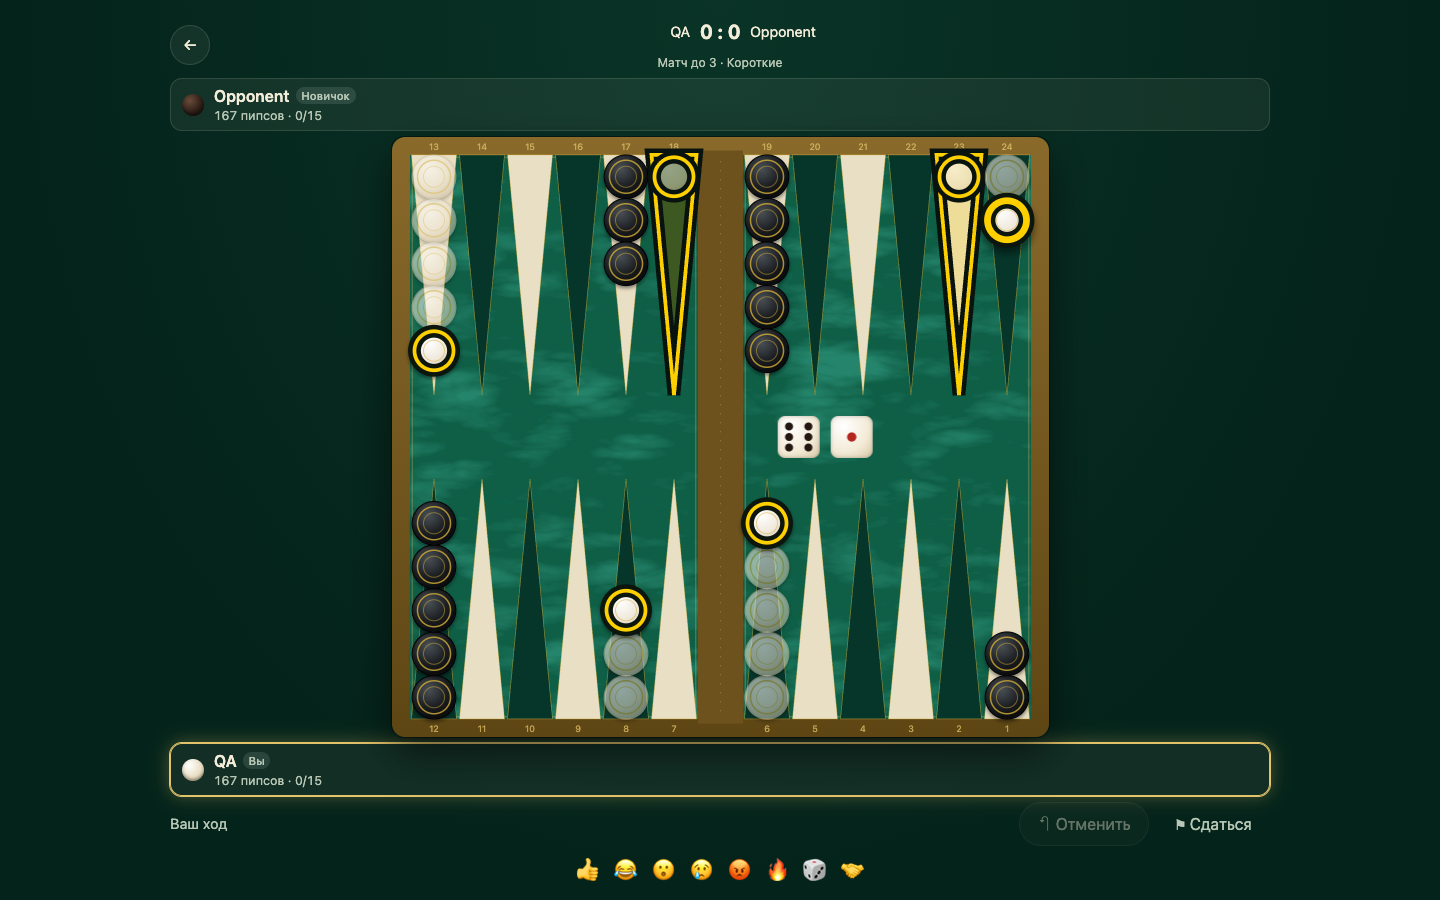 QA 0 : 0 Opponent
Матч до 3 · Короткие
Opponent Новичок
167 пипсов · 0/15
13 14 15 16 17 18 19 20 21 22 23 24
12 11 10 9 8 7 6 5 4 3 2 1
QA Вы
167 пипсов · 0/15
Ваш ход
Отменить
Сдаться